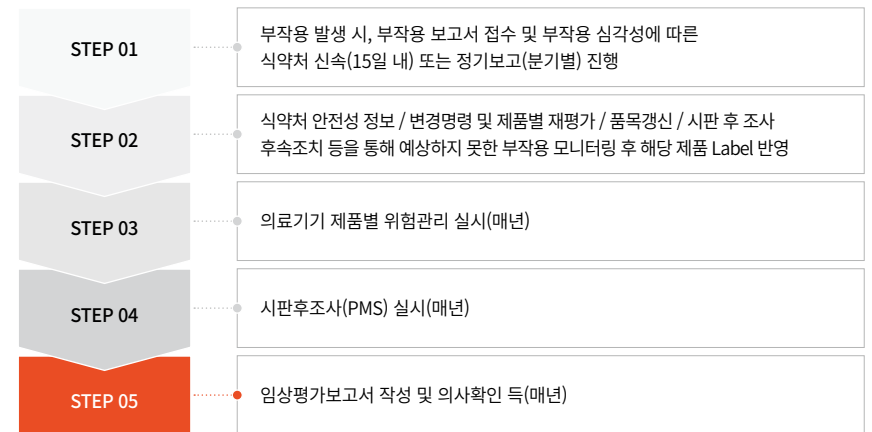 STEP 01
부작용 발생 시, 부작용 보고서 접수 및 부작용 심각성에 따른
식약처 신속(15일 내) 또는 정기보고(분기별) 진행
STEP 02
식약처 안전성 정보 / 변경명령 및 제품별 재평가 / 품목갱신 / 시판 후 조사
후속조치 등을 통해 예상하지 못한 부작용 모니터링 후 해당 제품 Label 반영
STEP 03
의료기기 제품별 위험관리 실시(매년)
STEP 04
시판후조사(PMS) 실시(매년)
STEP 05
임상평가보고서 작성 및 의사확인 득(매년)